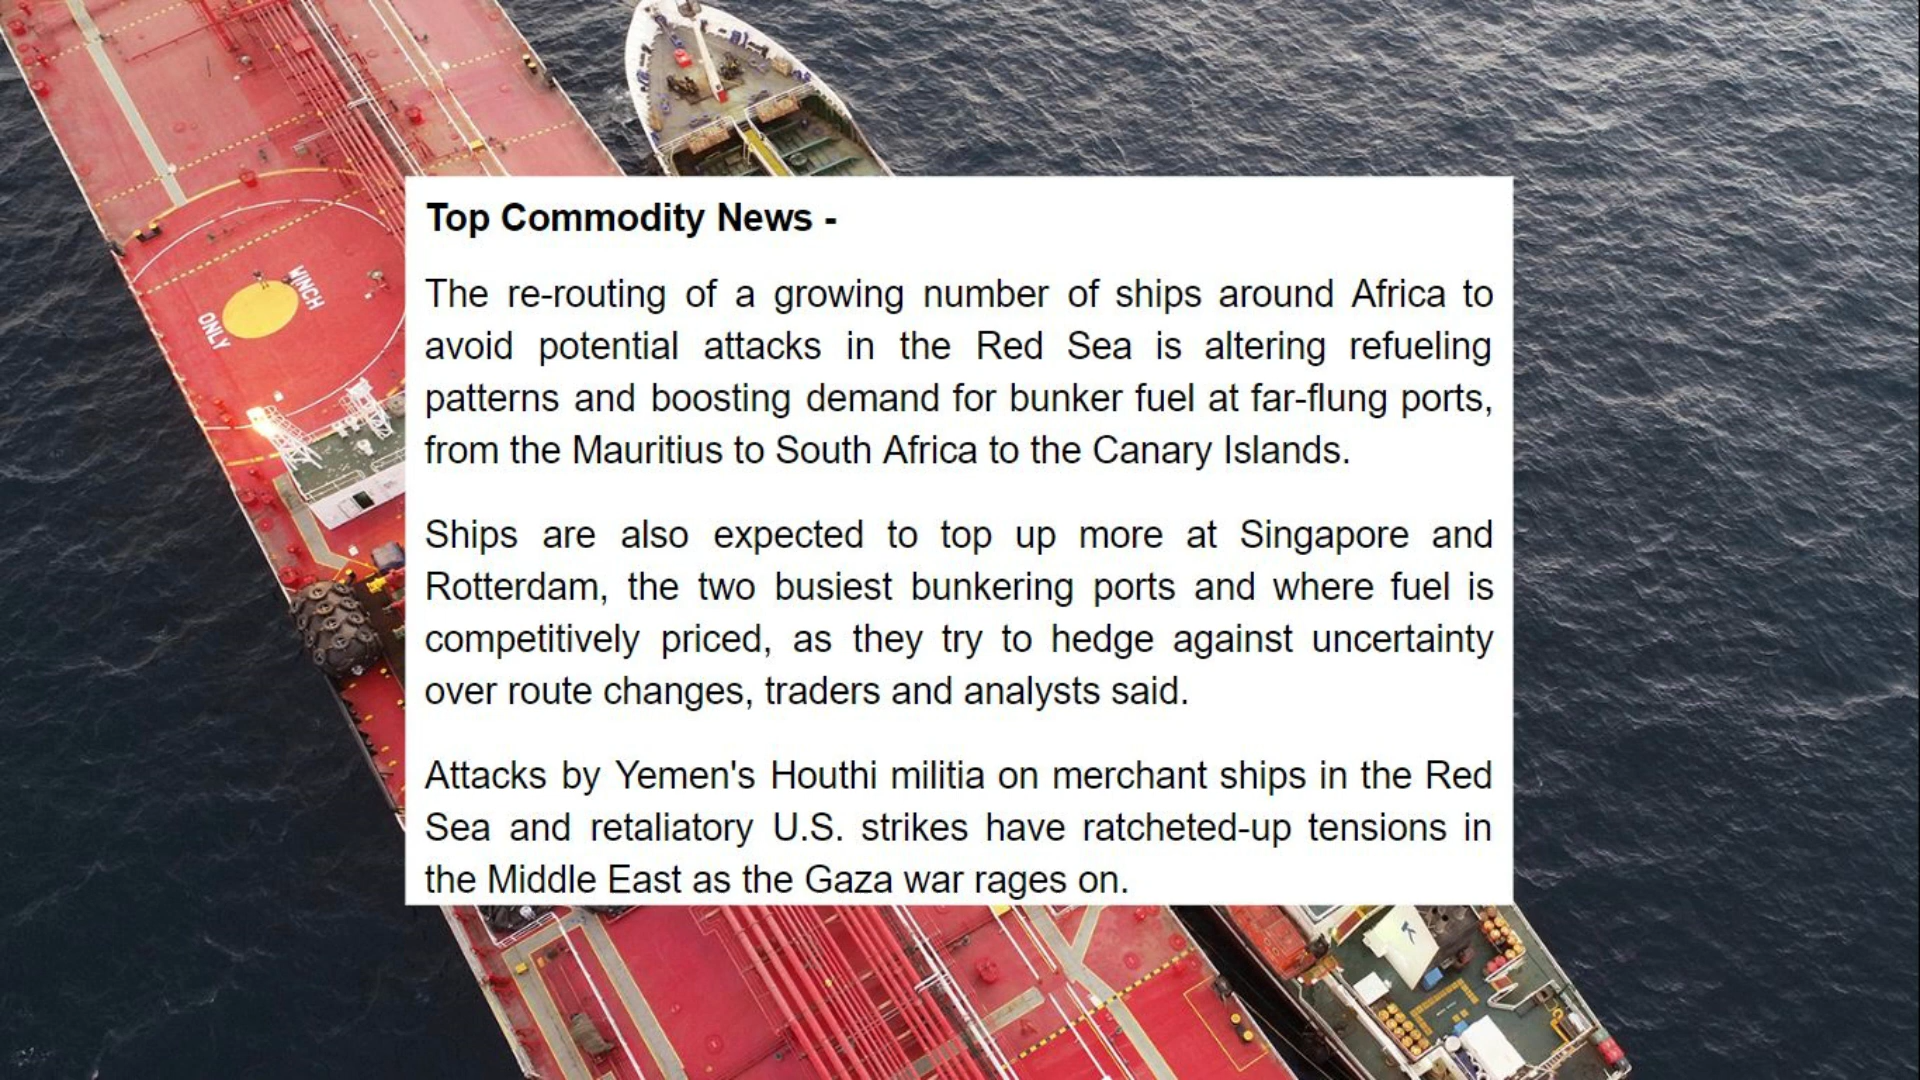 WINCH
ONLY
Top Commodity News -
The re-routing of a growing number of ships around Africa to
avoid potential attacks in the Red Sea is altering refueling
patterns and boosting demand for bunker fuel at far-flung ports,
from the Mauritius to South Africa to the Canary Islands.
Ships are also expected to top up more at Singapore and
Rotterdam, the two busiest bunkering ports and where fuel is
competitively priced, as they try to hedge against uncertainty
over route changes, traders and analysts said.
Attacks by Yemen's Houthi militia on merchant ships in the Red
Sea and retaliatory U.S. strikes have ratcheted-up tensions in
the Middle East as the Gaza war rages on.